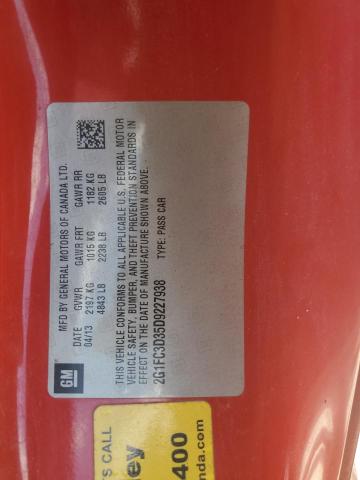 GM
MFD BY GENERAL MOTORS OF CANADA LTD.
DATE GVWR GAWR FRT GAWR RR
04/13 2197 KG 1015 KG 1182 KG
4843 LB 2238 LB 2605 LB
THIS VEHICLE CONFORMS TO ALL APPLICABLE U.S. FEDERAL MOTOR
VEHICLE SAFETY, BUMPER, AND THEFT PREVENTION STANDARDS IN
EFFECT ON THE DATE OF MANUFACTURE SHOWN ABOVE.
2G1FC3D35D9227938 TYPE: PASS CAR
S CALL
ley
400
nda.com